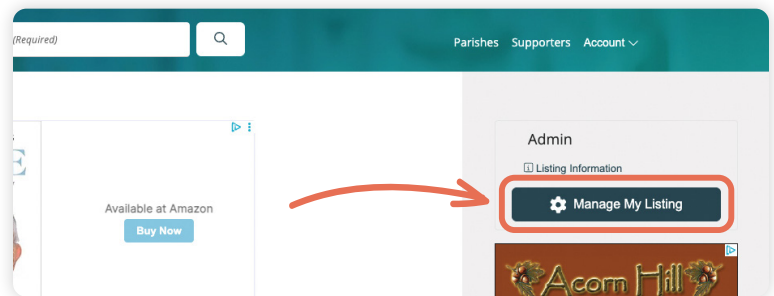 (Required)
Parishes Supporters Account
E
Available at Amazon
Buy Now
Admin
Listing Information
Manage My Listing
Acorn Hill